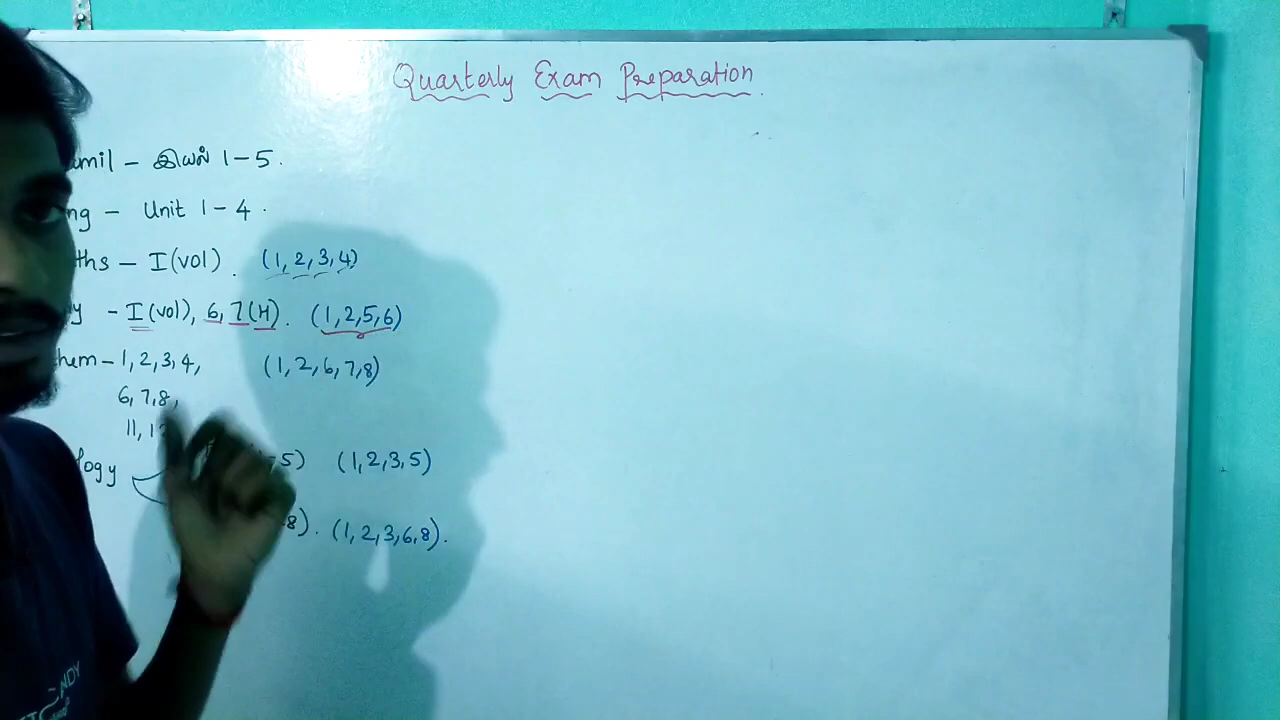 Quarterly Exam Preparation.
amil - இயல் 1-5.
ng - Unit 1-4.
ths - I(vol). (1, 2, 3, 4)
y - I(vol), 6, 7(H). (1, 2, 5, 6)
hem - 1, 2, 3, 4, (1, 2, 6, 7, 8)
6, 7, 8,
11, 1
logy 5) (1, 2, 3, 5)
8). (1, 2, 3, 6, 8).
NDY